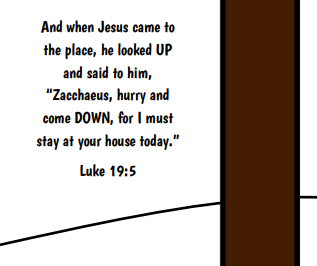 And when Jesus came to
the place, he looked UP
and said to him,
"Zacchaeus, hurry and
come DOWN, for I must
stay at your house today."
Luke 19:5